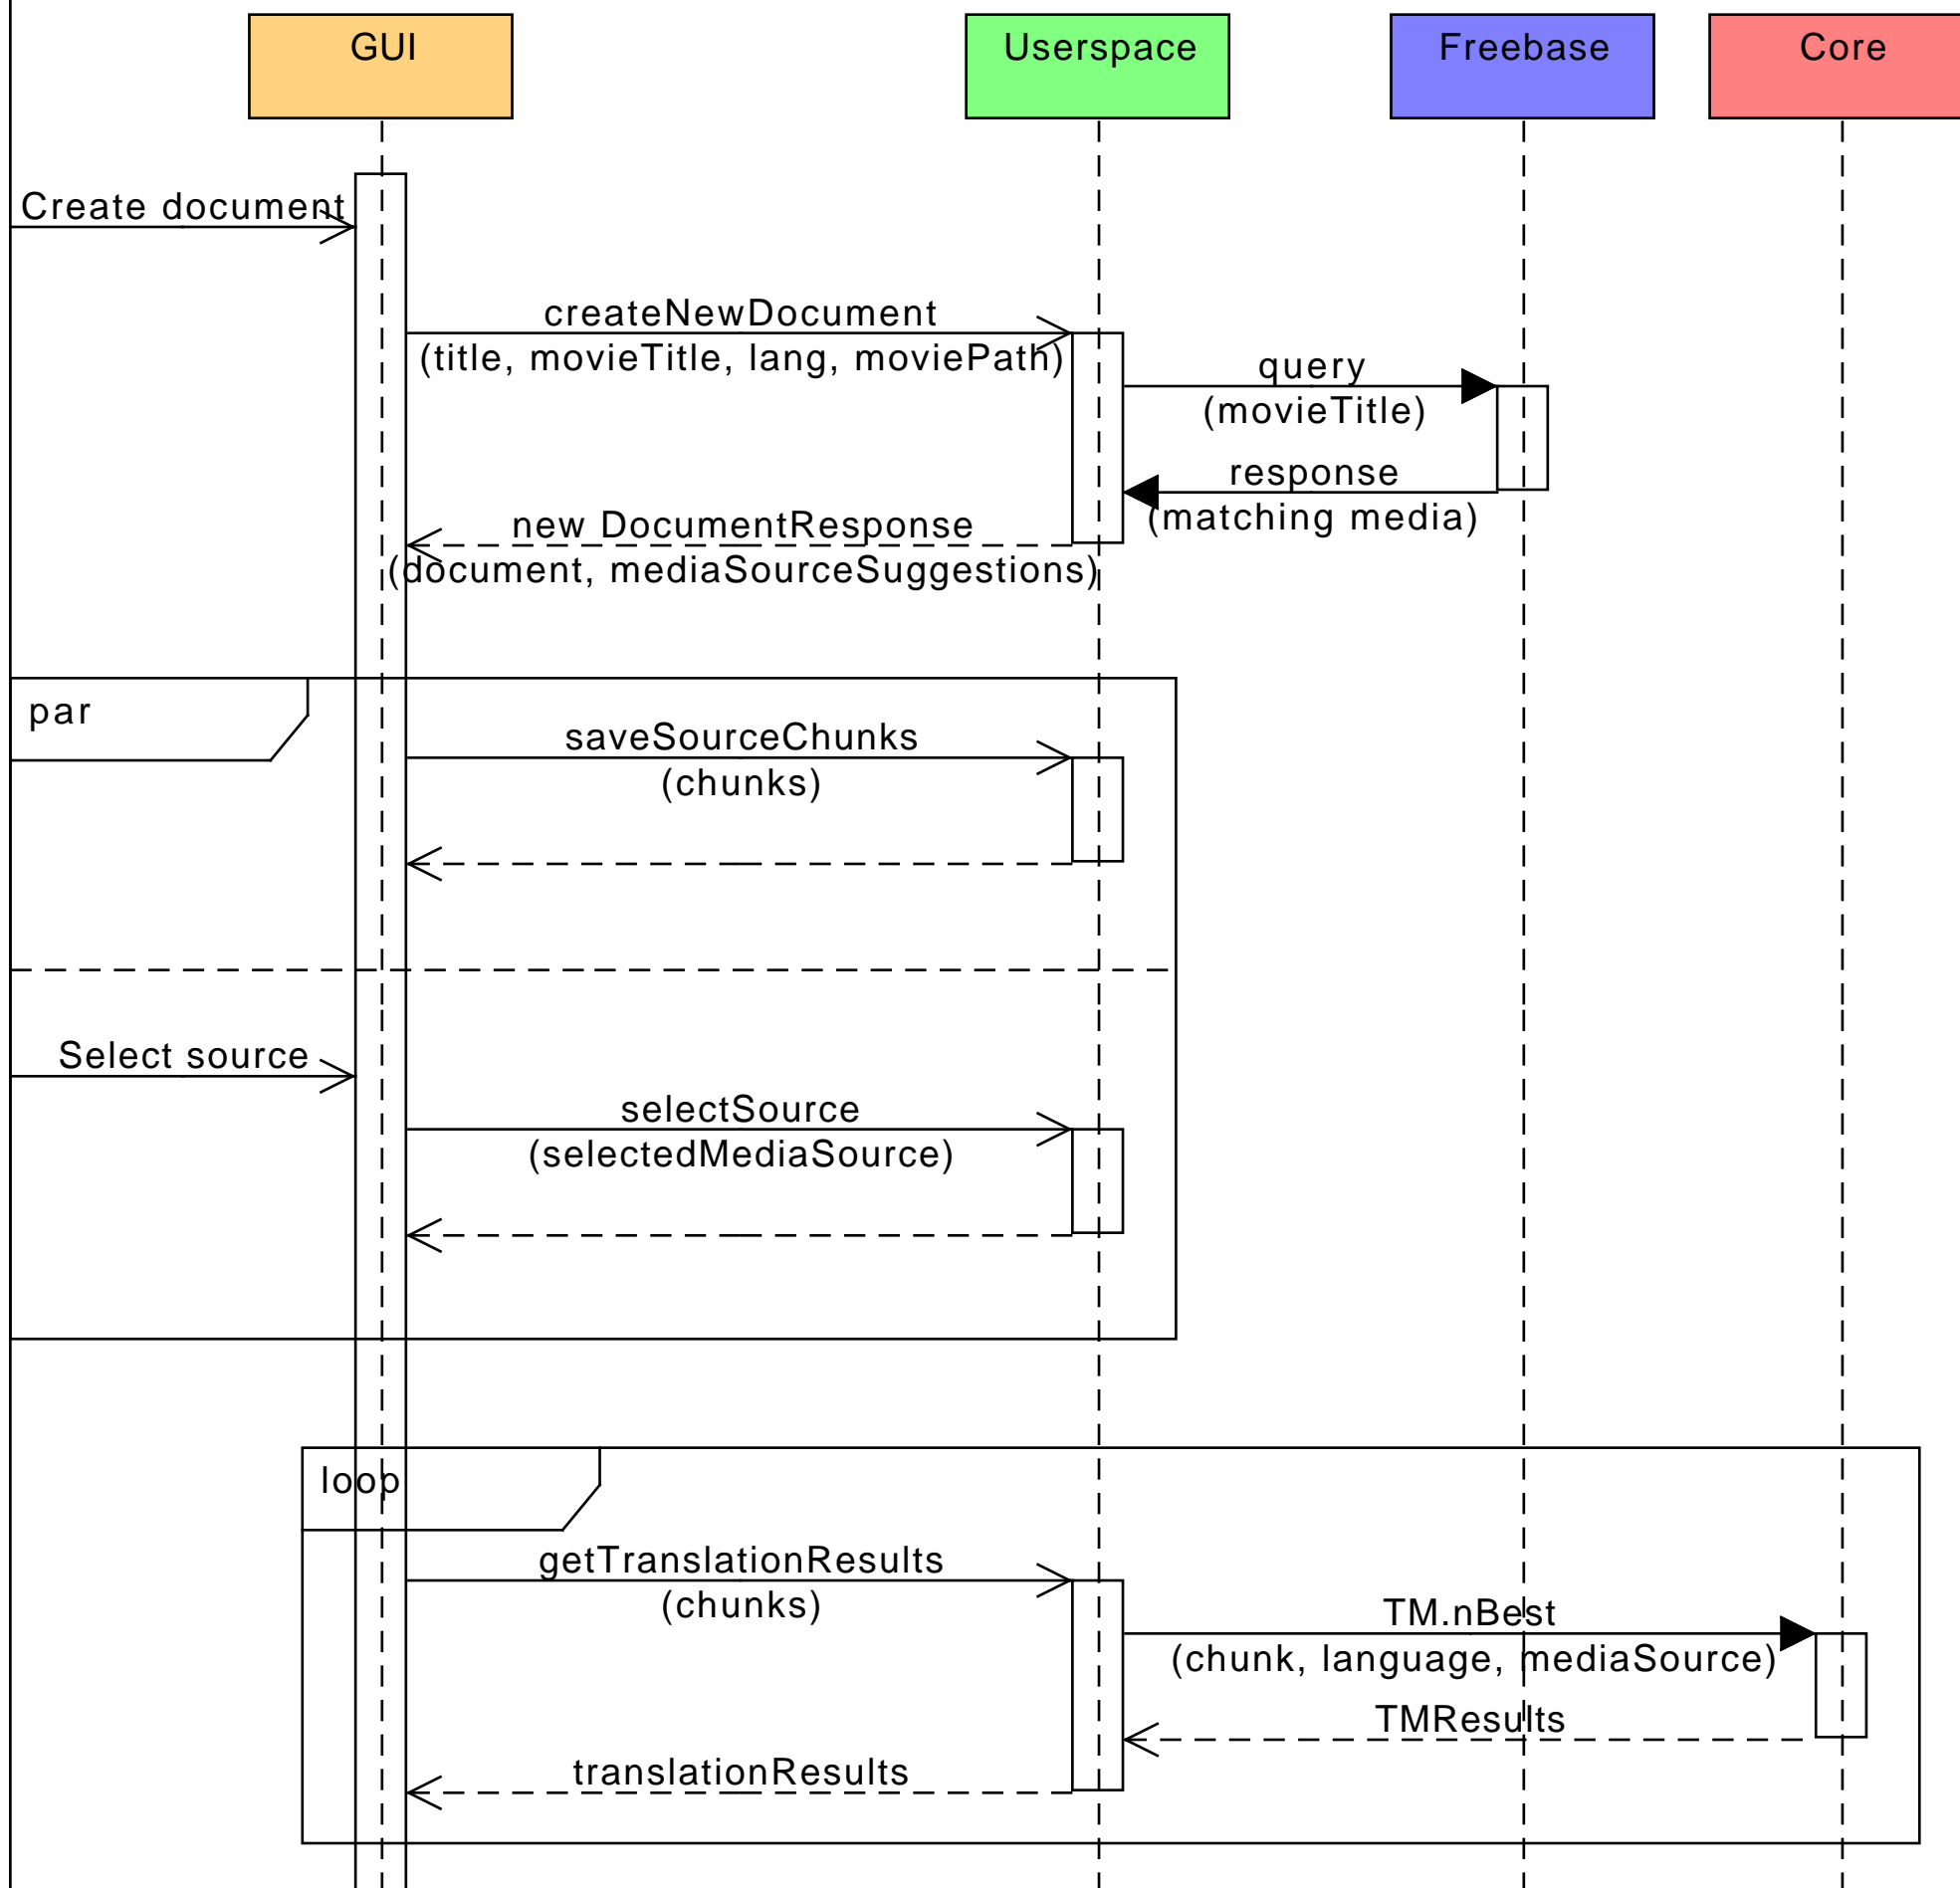 GUI
Userspace
Freebase
Core
Create document
createNewDocument
(title, movieTitle, lang, moviePath)
query
(movieTitle)
response
(matching media)
new DocumentResponse
(document, mediaSourceSuggestions)
par
saveSourceChunks
(chunks)
Select source
selectSource
(selectedMediaSource)
loop
getTranslationResults
(chunks)
TM.nBest
(chunk, language, mediaSource)
TMResults
translationResults